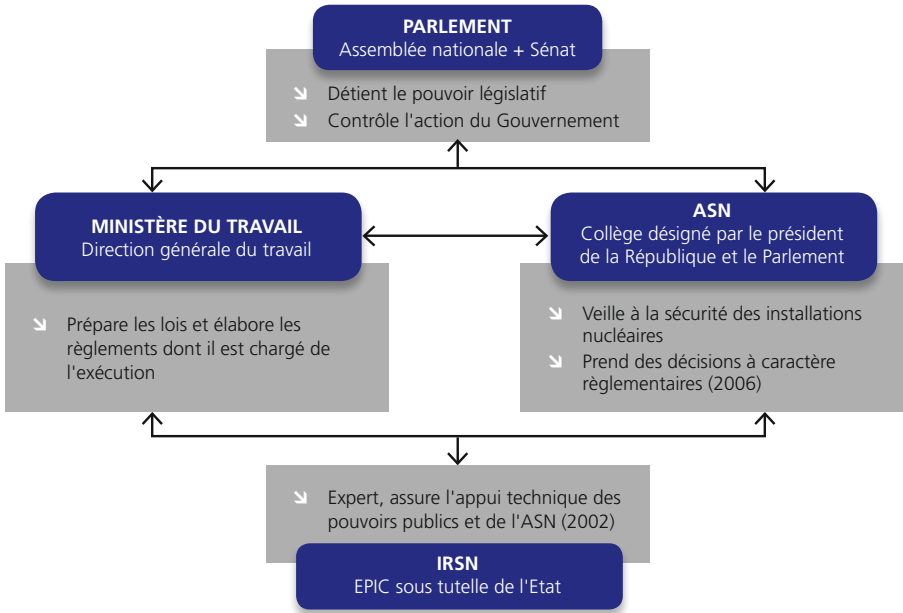 PARLEMENT
Assemblée nationale + Sénat
Détient le pouvoir législatif
Contrôle l'action du Gouvernement
MINISTÈRE DU TRAVAIL
Direction générale du travail
Prépare les lois et élabore les
règlements dont il est chargé de
l'exécution
ASN
Collège désigné par le président
de la République et le Parlement
Veille à la sécurité des installations
nucléaires
Prend des décisions à caractère
règlementaires (2006)
Expert, assure l'appui technique des
pouvoirs publics et de l'ASN (2002)
IRSN
EPIC sous tutelle de l'Etat